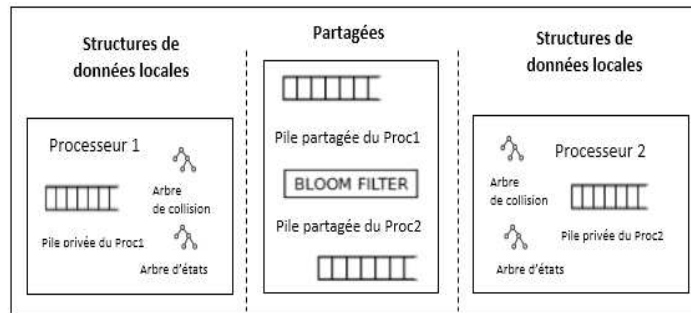 Structures de
données locales
Partagées
Structures de
données locales
Processeur 1
Arbre
de collision
Pile privée du Proc1
Arbre d'états
Pile partagée du Proc1
BLOOM FILTER
Pile partagée du Proc2
Processeur 2
Arbre
de collision
Pile privée du Proc2
Arbre d'états